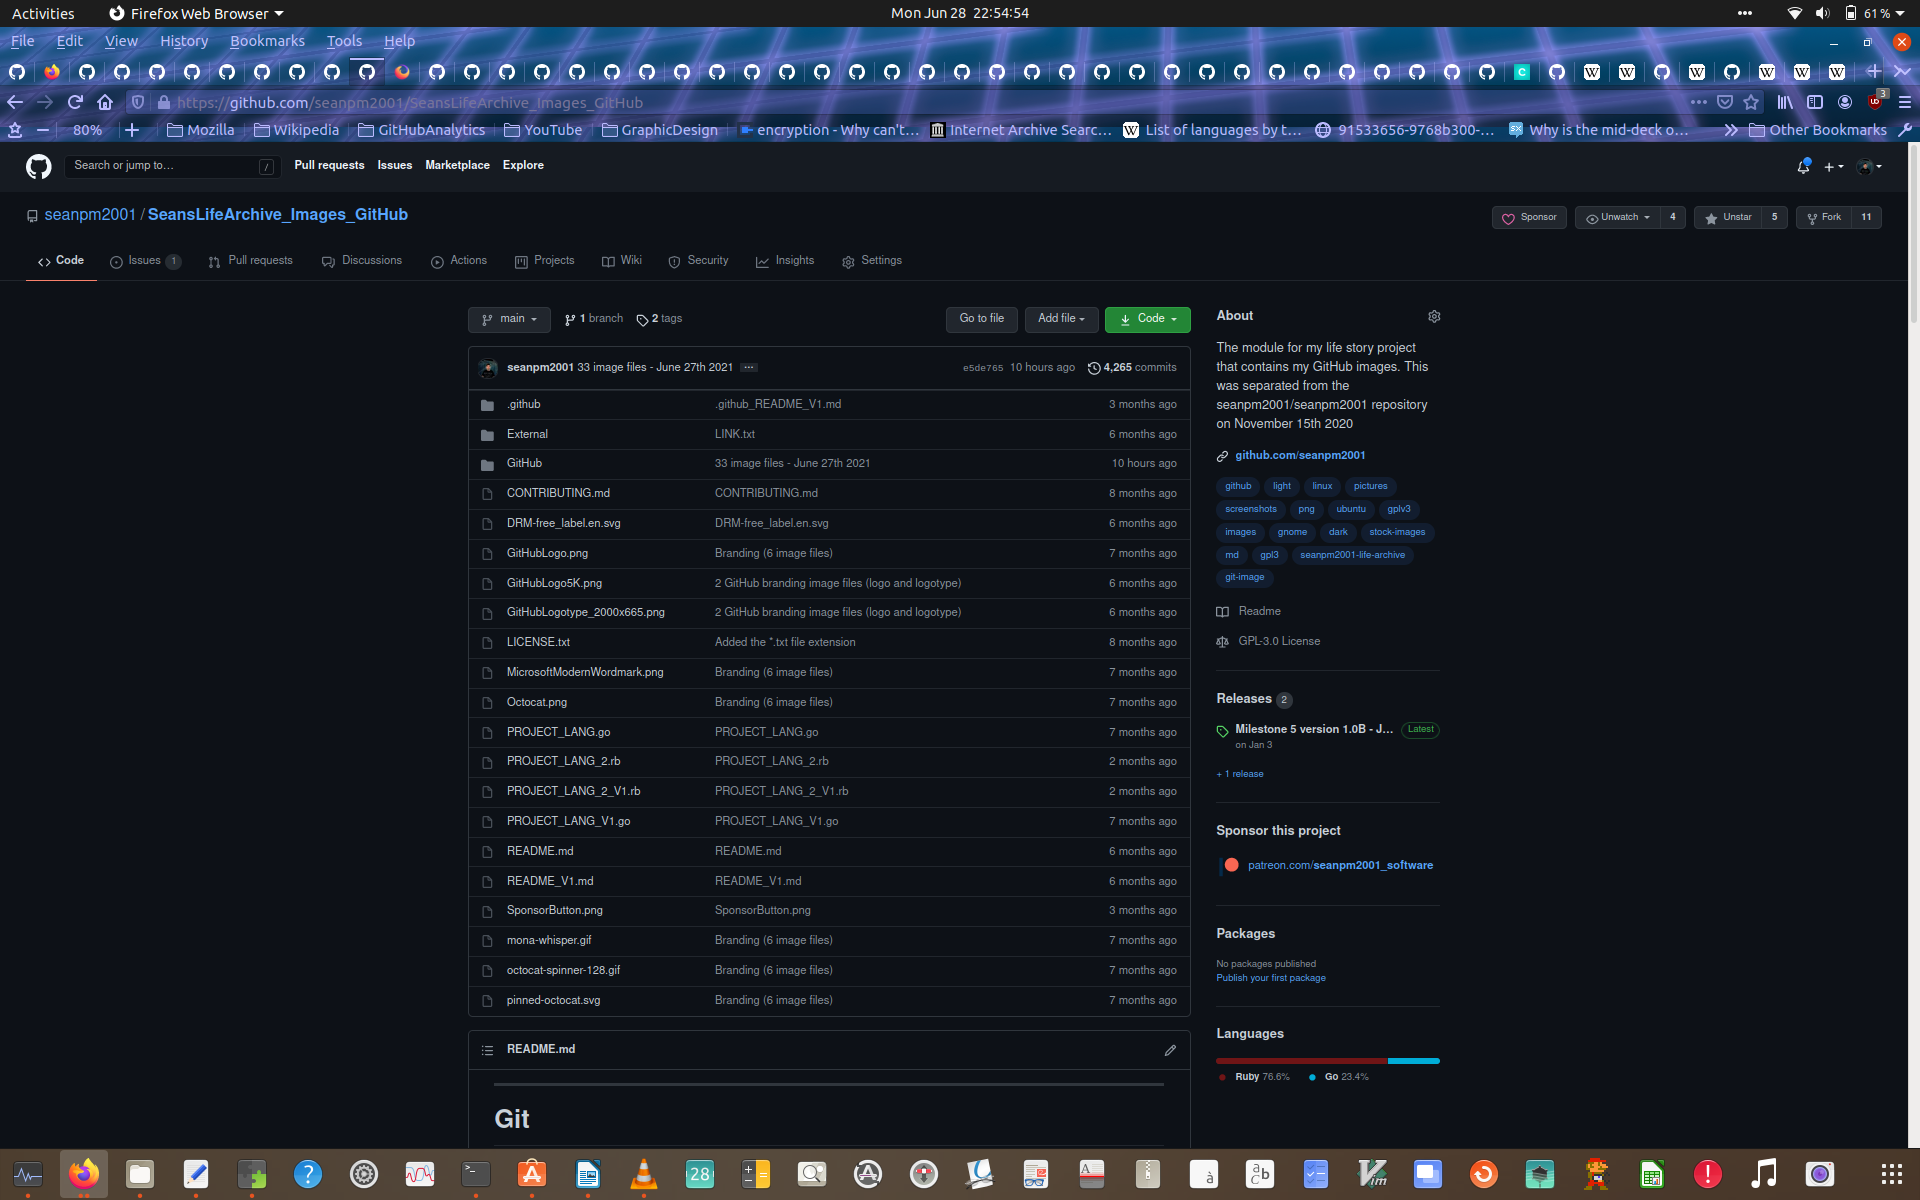 Activities Firefox Web Browser Mon Jun 28 22:54:54 61 %
File Edit View History Bookmarks Tools Help
https://github.com/seanpm2001/SeansLifeArchive_Images_GitHub 3
80% Mozilla Wikipedia GitHubAnalytics YouTube GraphicDesign encryption - Why can't… Internet Archive Searc… List of languages by t… 91533656-9768b300-… Why is the mid-deck o… Other Bookmarks
Search or jump to… / Pull requests Issues Marketplace Explore
seanpm2001 / SeansLifeArchive_Images_GitHub Sponsor Unwatch 4 Unstar 5 Fork 11
Code Issues 1 Pull requests Discussions Actions Projects Wiki Security Insights Settings
main 1 branch 2 tags Go to file Add file Code
seanpm2001 33 image files - June 27th 2021 … e5de765 10 hours ago 4,265 commits
.github .github_README_V1.md 3 months ago
External LINK.txt 6 months ago
GitHub 33 image files - June 27th 2021 10 hours ago
CONTRIBUTING.md CONTRIBUTING.md 8 months ago
DRM-free_label.en.svg DRM-free_label.en.svg 6 months ago
GitHubLogo.png Branding (6 image files) 7 months ago
GitHubLogo5K.png 2 GitHub branding image files (logo and logotype) 6 months ago
GitHubLogotype_2000x665.png 2 GitHub branding image files (logo and logotype) 6 months ago
LICENSE.txt Added the *.txt file extension 8 months ago
MicrosoftModernWordmark.png Branding (6 image files) 7 months ago
Octocat.png Branding (6 image files) 7 months ago
PROJECT_LANG.go PROJECT_LANG.go 7 months ago
PROJECT_LANG_2.rb PROJECT_LANG_2.rb 2 months ago
PROJECT_LANG_2_V1.rb PROJECT_LANG_2_V1.rb 2 months ago
PROJECT_LANG_V1.go PROJECT_LANG_V1.go 7 months ago
README.md README.md 6 months ago
README_V1.md README_V1.md 6 months ago
SponsorButton.png SponsorButton.png 3 months ago
mona-whisper.gif Branding (6 image files) 7 months ago
octocat-spinner-128.gif Branding (6 image files) 7 months ago
pinned-octocat.svg Branding (6 image files) 7 months ago
README.md
Git
About
The module for my life story project
that contains my GitHub images. This
was separated from the
seanpm2001/seanpm2001 repository
on November 15th 2020
github.com/seanpm2001
github light linux pictures
screenshots png ubuntu gplv3
images gnome dark stock-images
md gpl3 seanpm2001-life-archive
git-image
Readme
GPL-3.0 License
Releases 2
Milestone 5 version 1.0B - J… Latest
on Jan 3
+ 1 release
Sponsor this project
patreon.com/seanpm2001_software
Packages
No packages published
Publish your first package
Languages
Ruby 76.6% Go 23.4%
28